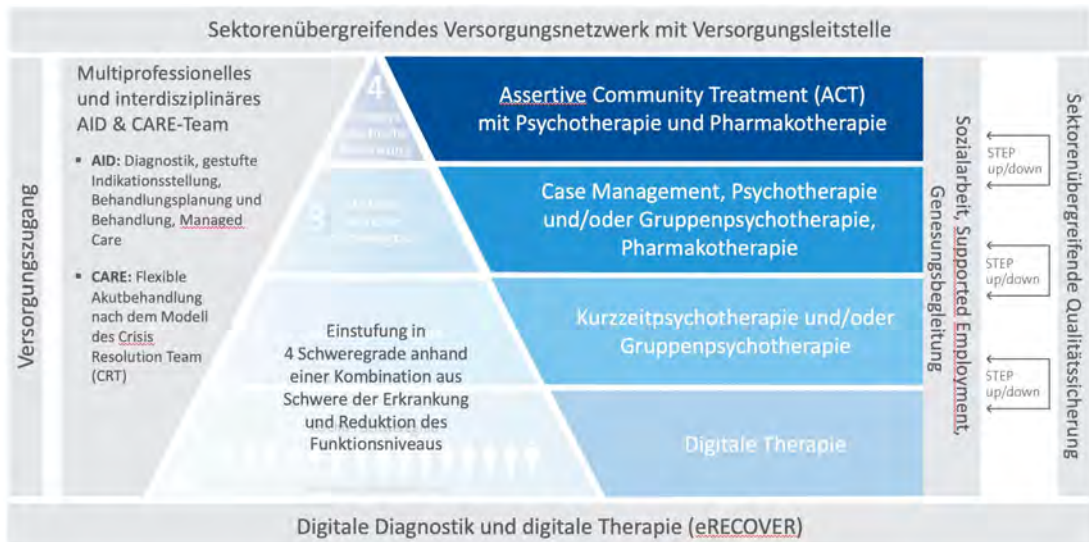 Sektorenübergreifendes Versorgungsnetzwerk mit Versorgungsleitstelle
Versorgungszugang
Multiprofessionelles
und interdisziplinäres
AID & CARE-Team
▪ AID: Diagnostik, gestufte
Indikationsstellung,
Behandlungsplanung und
Behandlung, Managed
Care
▪ CARE: Flexible
Akutbehandlung
nach dem Modell
des Crisis
Resolution Team
(CRT)
4
3
Einstufung in
4 Schweregrade anhand
einer Kombination aus
Schwere der Erkrankung
und Reduktion des
Funktionsniveaus
Assertive Community Treatment (ACT)
mit Psychotherapie und Pharmakotherapie
Case Management, Psychotherapie
und/oder Gruppenpsychotherapie,
Pharmakotherapie
Kurzzeitpsychotherapie und/oder
Gruppenpsychotherapie
Digitale Therapie
Sozialarbeit, Supported Employment,
Genesungsbegleitung
STEP
up/down
STEP
up/down
STEP
up/down
Sektorenübergreifende Qualitätssicherung
Digitale Diagnostik und digitale Therapie (eRECOVER)